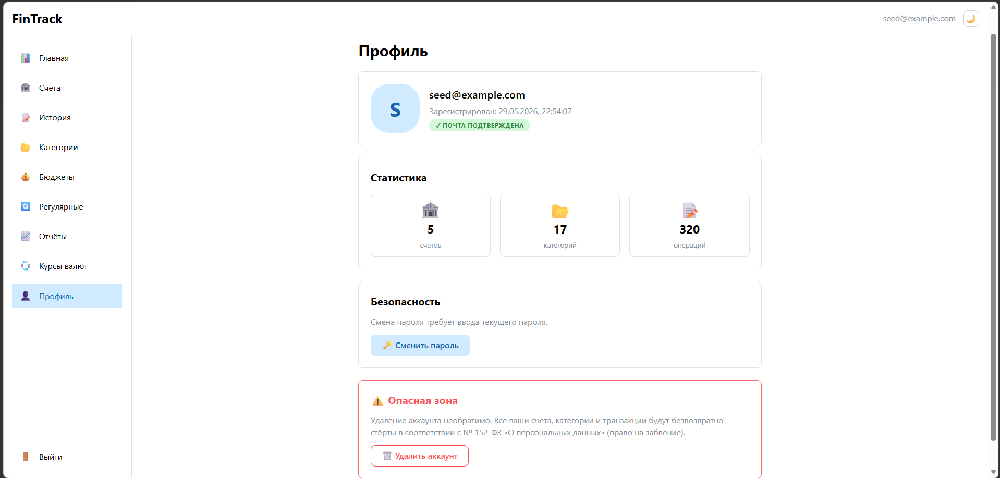 FinTrack
seed@example.com
Главная
Счета
История
Категории
Бюджеты
Регулярные
Отчёты
Курсы валют
Профиль
Выйти
Профиль
S
seed@example.com
Зарегистрирован: 29.05.2026, 22:54:07
✓ ПОЧТА ПОДТВЕРЖДЕНА
Статистика
5
счетов
17
категорий
320
операций
Безопасность
Смена пароля требует ввода текущего пароля.
Сменить пароль
Опасная зона
Удаление аккаунта необратимо. Все ваши счета, категории и транзакции будут безвозвратно
стёрты в соответствии с № 152-ФЗ «О персональных данных» (право на забвение).
Удалить аккаунт